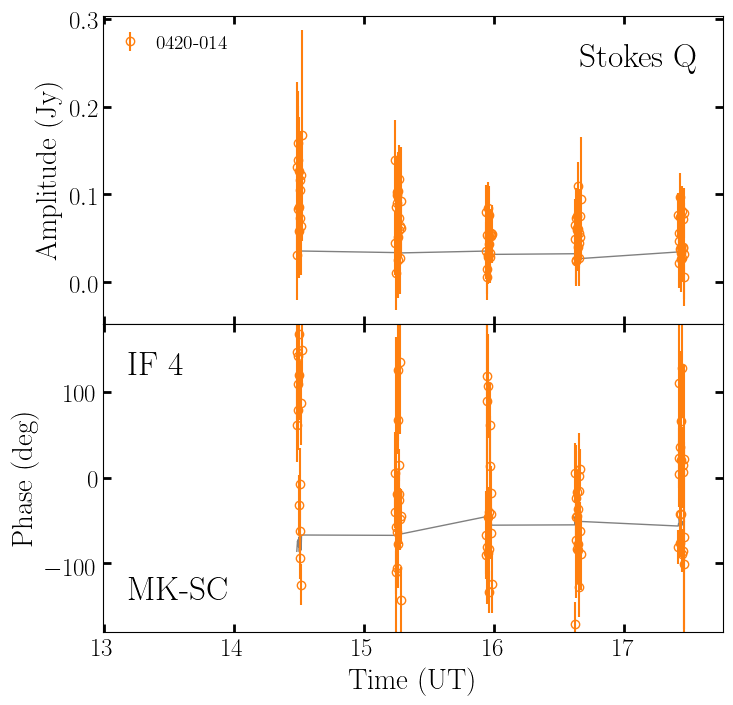 0.3
0420-014
Stokes Q
0.2
Amplitude (Jy)
0.1
0.0
IF 4
100
Phase (deg)
0
−100
MK-SC
13 14 15 16 17
Time (UT)